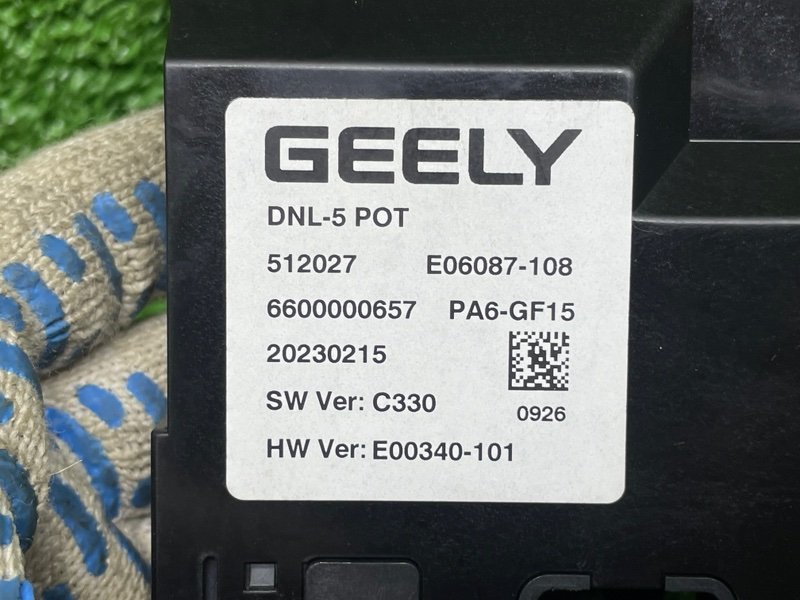 GEELY
DNL-5 POT
512027 E06087-108
6600000657 PA6-GF15
20230215
SW Ver: C330
0926
HW Ver: E00340-101